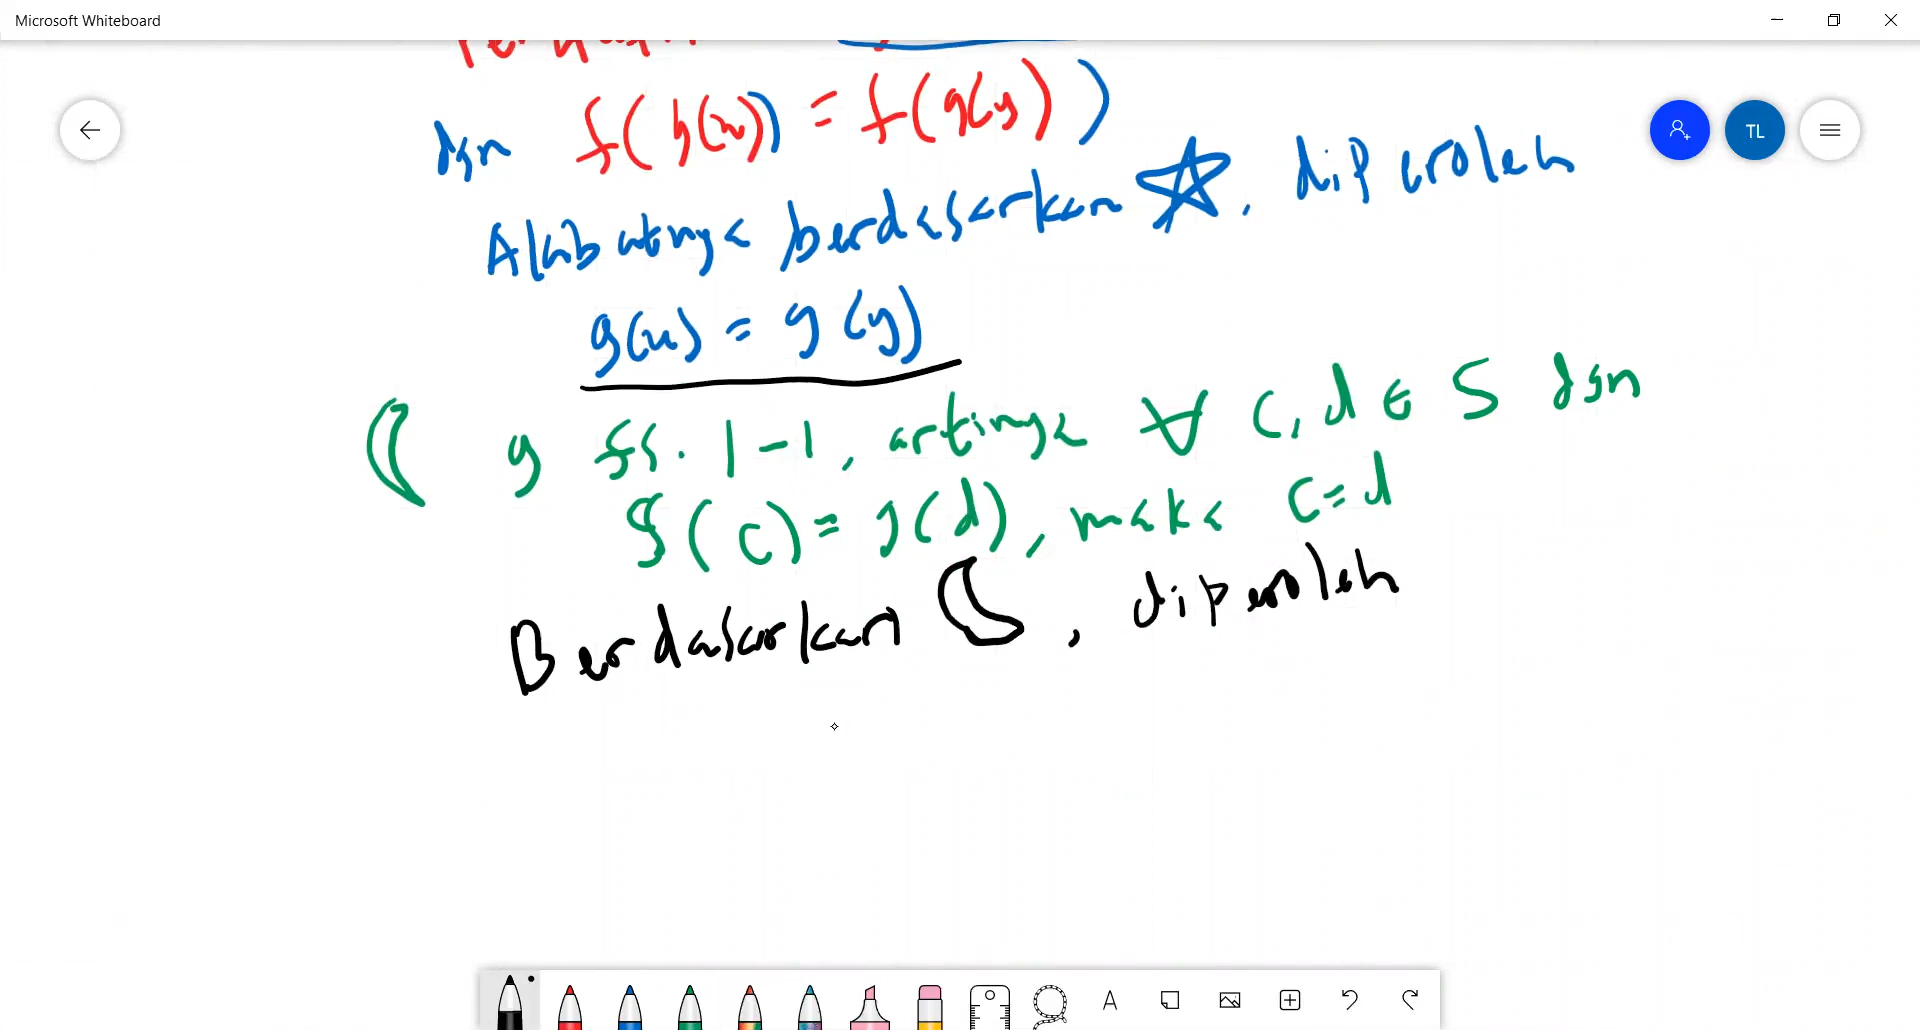 Microsoft Whiteboard
dgn f(g(x)) = f(g(y))
Akibatnya berdasarkan ☆, diperoleh
g(x) = g(y)
g fs. 1-1, artinya ∀ c, d ∈ S dgn
g(c) = g(d), maka c = d
Berdasarkan ☾, diperoleh
TL
A